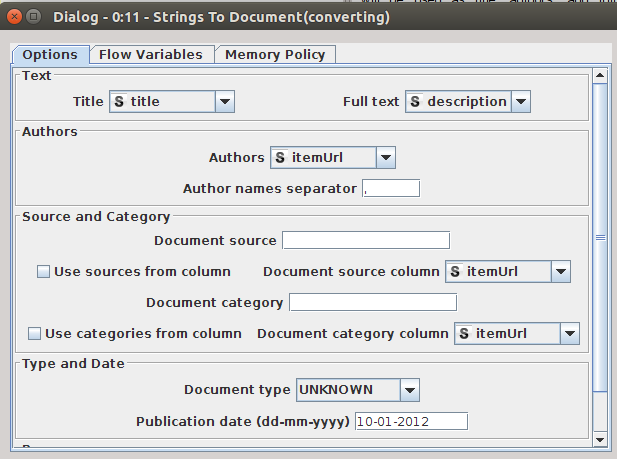 Dialog - 0:11 - Strings To Document(converting)
Options Flow Variables Memory Policy
Text
Title S title Full text S description
Authors
Authors S itemUrl
Author names separator ,
Source and Category
Document source
Use sources from column Document source column S itemUrl
Document category
Use categories from column Document category column S itemUrl
Type and Date
Document type UNKNOWN
Publication date (dd-mm-yyyy) 10-01-2012